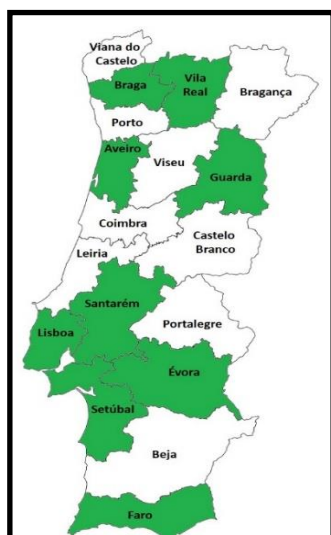 Viana do
Castelo
Braga
Vila
Real
Bragança
Porto
Aveiro
Viseu
Guarda
Coimbra
Castelo
Branco
Leiria
Santarém
Lisboa
Portalegre
Évora
Setúbal
Beja
Faro